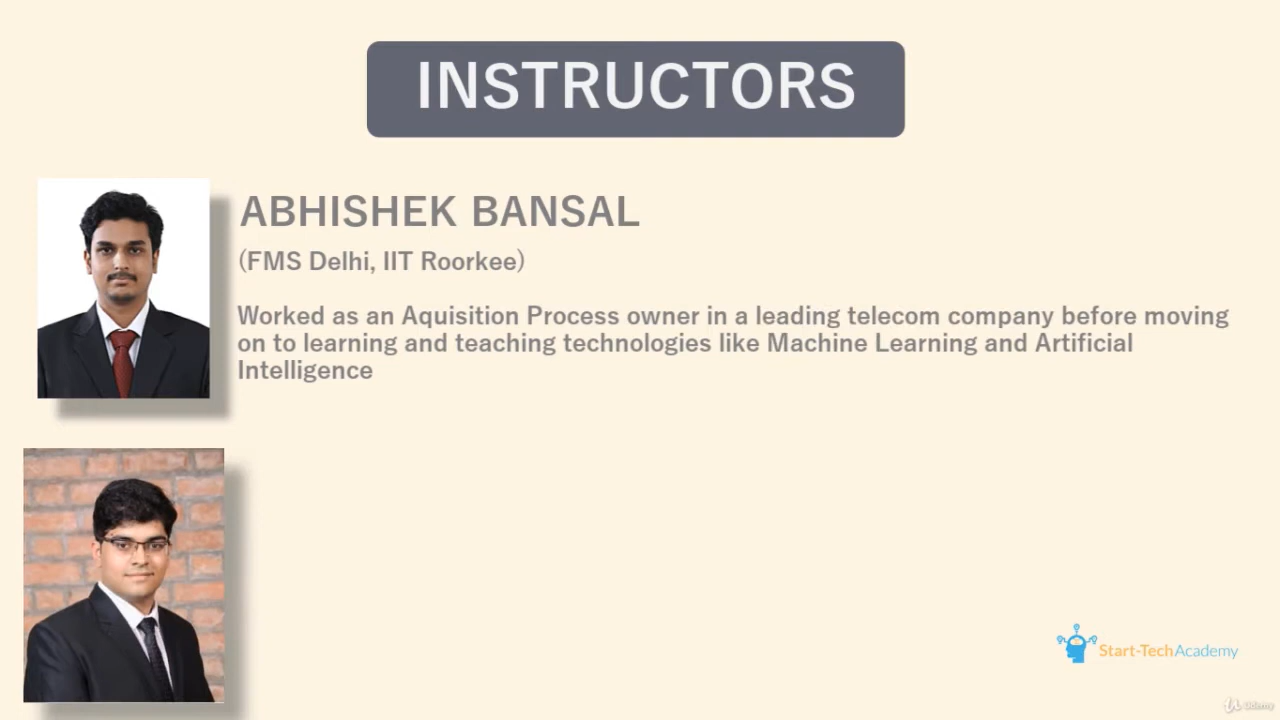 INSTRUCTORS
ABHISHEK BANSAL
(FMS Delhi, IIT Roorkee)
Worked as an Aquisition Process owner in a leading telecom company before moving
on to learning and teaching technologies like Machine Learning and Artificial
Intelligence
Start-TechAcademy
Udemy